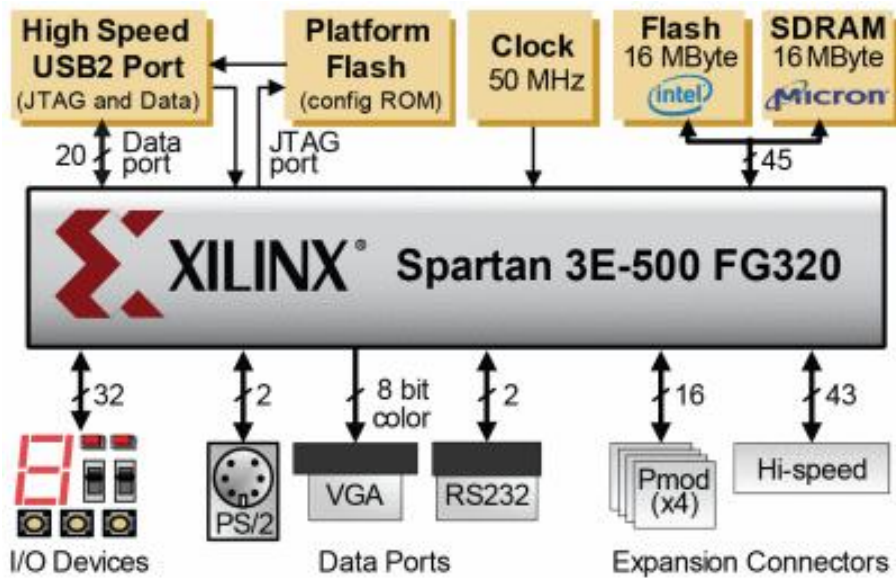 High Speed
USB2 Port
(JTAG and Data)
Platform
Flash
(config ROM)
Clock
50 MHz
Flash
16 MByte
intel
SDRAM
16 MByte
Micron
20
Data
port
JTAG
port
45
XILINX® Spartan 3E-500 FG320
32
2
8 bit
color
2
16
43
PS/2
VGA
RS232
Pmod
(x4)
Hi-speed
I/O Devices
Data Ports
Expansion Connectors